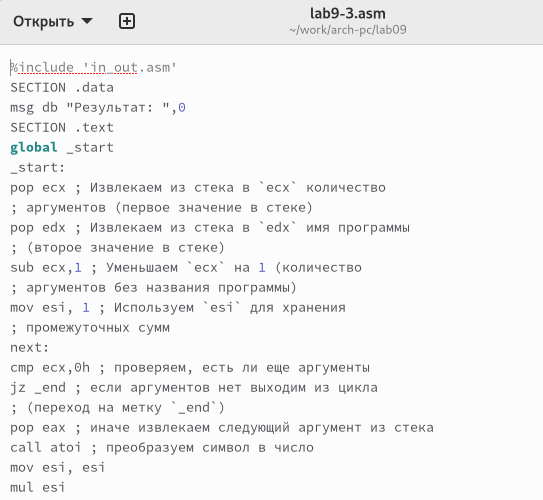 Открыть
lab9-3.asm
~/work/arch-pc/lab09
%include 'in_out.asm'
SECTION .data
msg db "Результат: ",0
SECTION .text
global _start
_start:
pop ecx ; Извлекаем из стека в `ecx` количество
; аргументов (первое значение в стеке)
pop edx ; Извлекаем из стека в `edx` имя программы
; (второе значение в стеке)
sub ecx,1 ; Уменьшаем `ecx` на 1 (количество
; аргументов без названия программы)
mov esi, 1 ; Используем `esi` для хранения
; промежуточных сумм
next:
cmp ecx,0h ; проверяем, есть ли еще аргументы
jz _end ; если аргументов нет выходим из цикла
; (переход на метку `_end`)
pop eax ; иначе извлекаем следующий аргумент из стека
call atoi ; преобразуем символ в число
mov esi, esi
mul esi